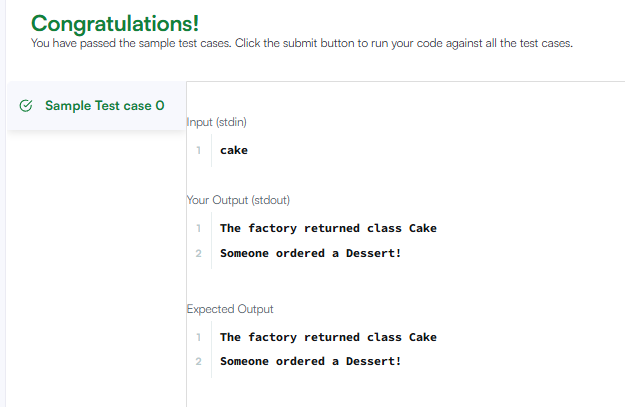 Congratulations!
You have passed the sample test cases. Click the submit button to run your code against all the test cases.
Sample Test case 0
Input (stdin)
1 cake
Your Output (stdout)
1 The factory returned class Cake
2 Someone ordered a Dessert!
Expected Output
1 The factory returned class Cake
2 Someone ordered a Dessert!